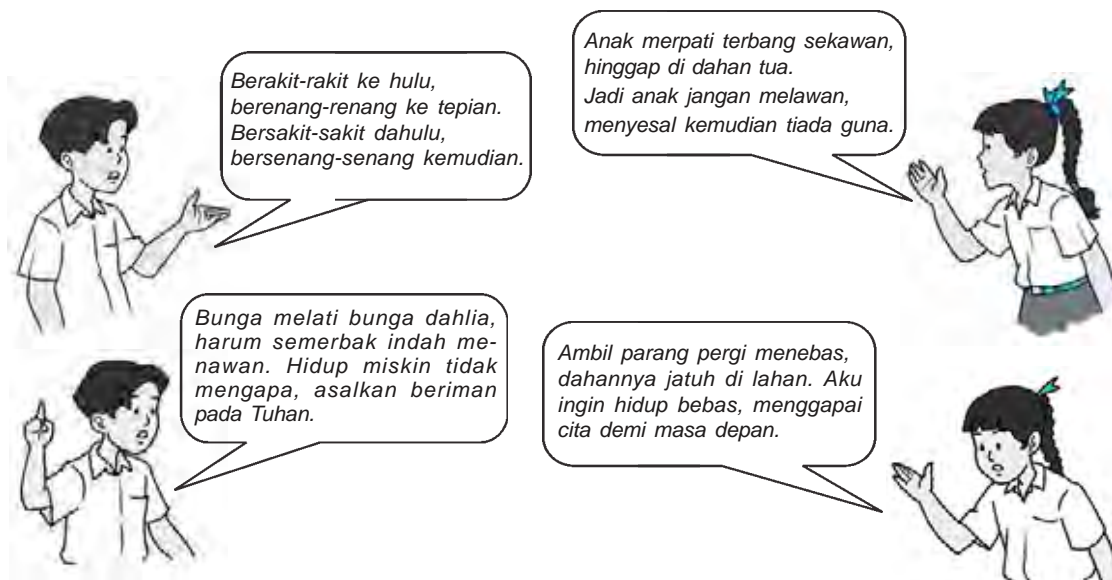 Berakit-rakit ke hulu,
berenang-renang ke tepian.
Bersakit-sakit dahulu,
bersenang-senang kemudian.
Anak merpati terbang sekawan,
hinggap di dahan tua.
Jadi anak jangan melawan,
menyesal kemudian tiada guna.
Bunga melati bunga dahlia,
harum semerbak indah me-
nawan. Hidup miskin tidak
mengapa, asalkan beriman
pada Tuhan.
Ambil parang pergi menebas,
dahannya jatuh di lahan. Aku
ingin hidup bebas, menggapai
cita demi masa depan.